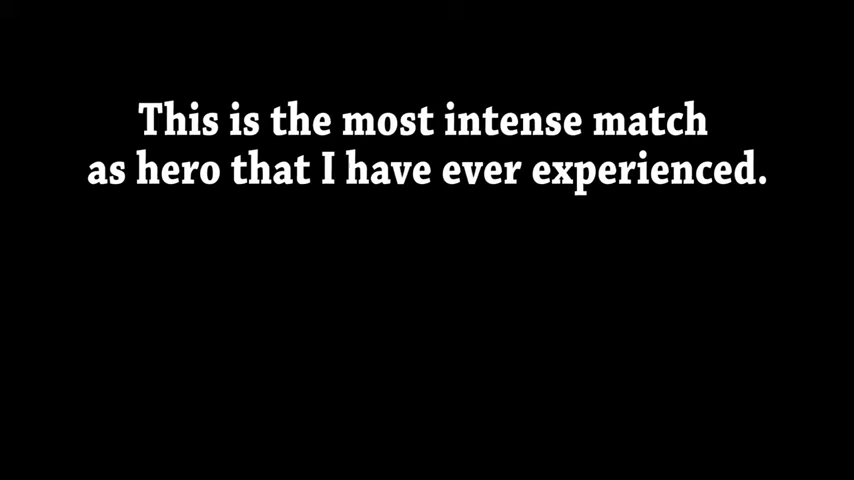 This is the most intense match
as hero that I have ever experienced.